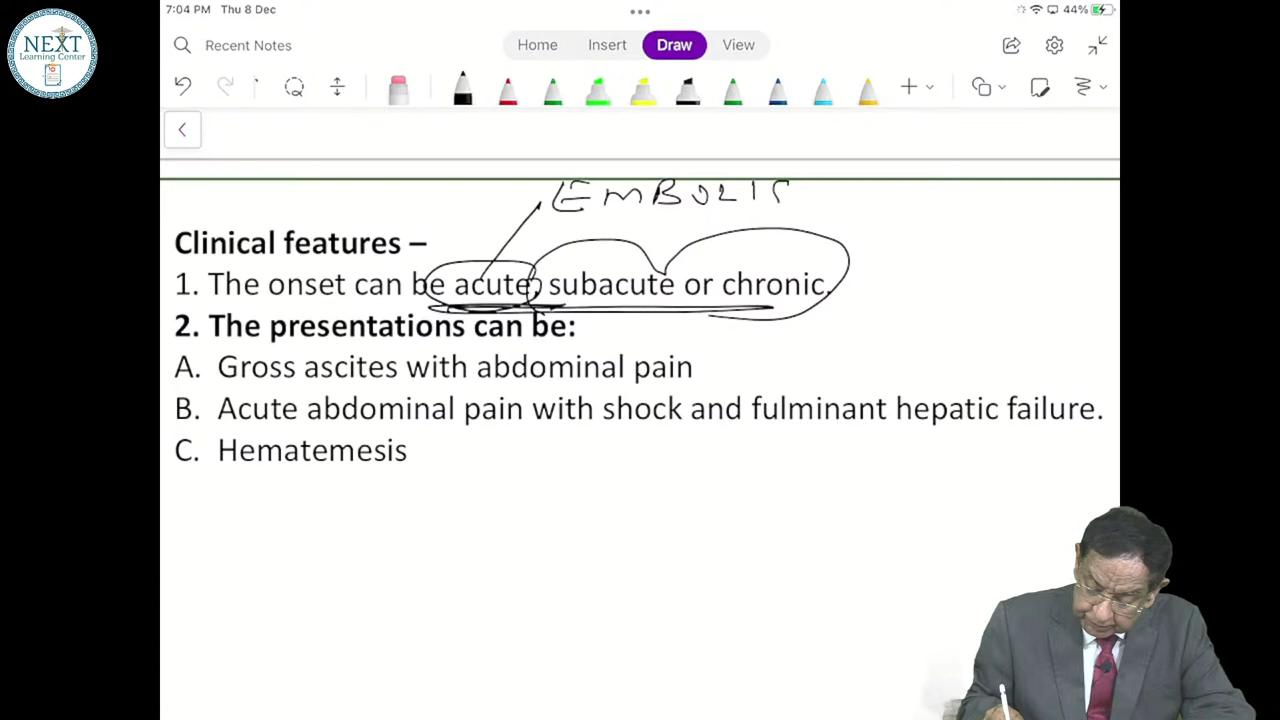 7:04 PM Thu 8 Dec
44%
NEXT
Learning Center
Recent Notes
Home Insert Draw View
EMBOLIC
Clinical features –
1. The onset can be acute, subacute or chronic.
2. The presentations can be:
A. Gross ascites with abdominal pain
B. Acute abdominal pain with shock and fulminant hepatic failure.
C. Hematemesis